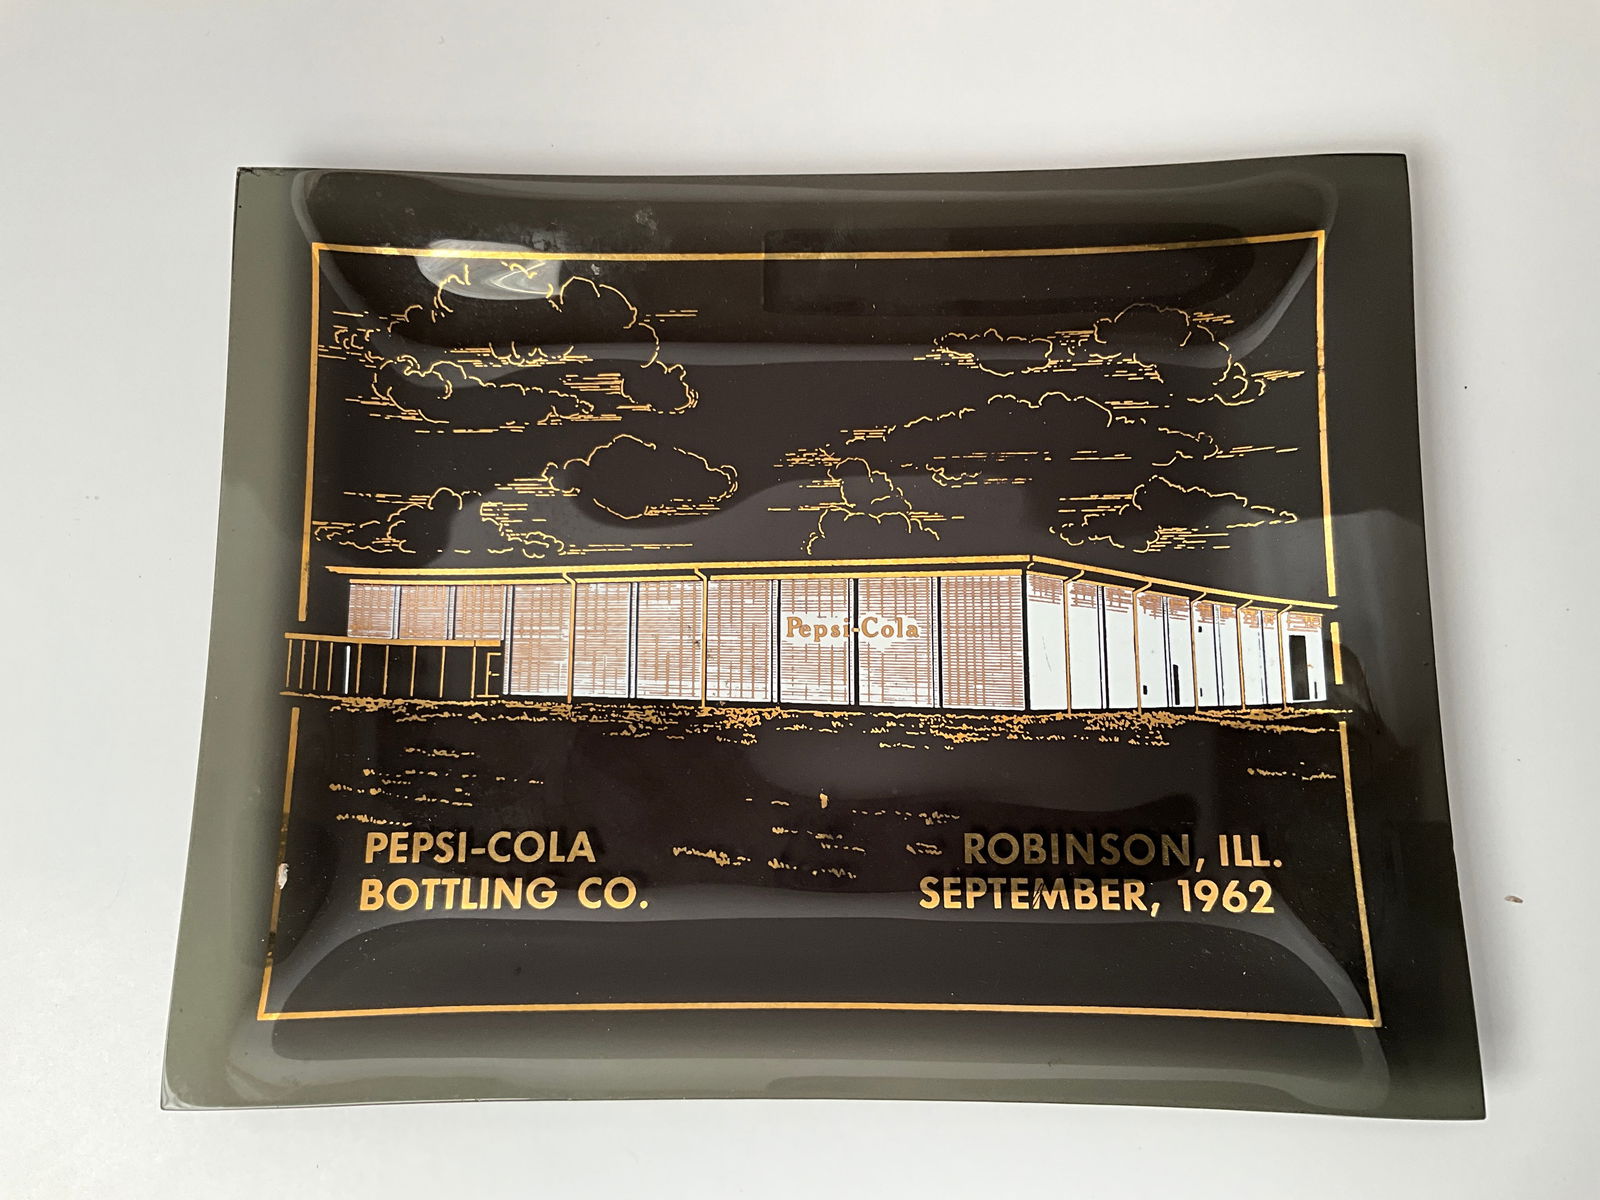 Pepsi-Cola
PEPSI-COLA
BOTTLING CO.
ROBINSON, ILL.
SEPTEMBER, 1962